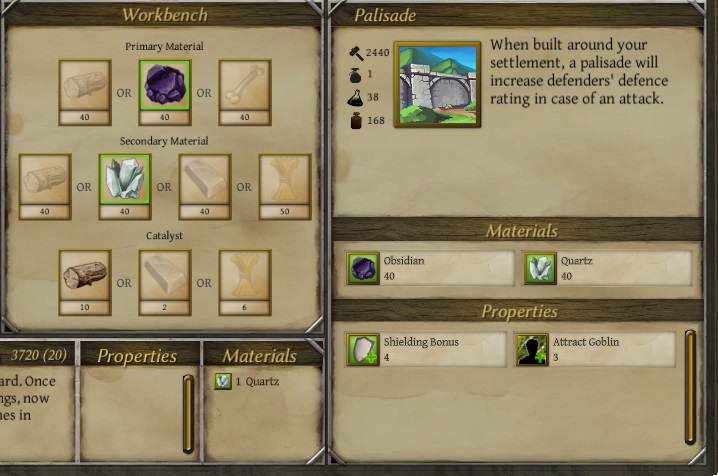 Workbench
Primary Material
OR
OR
40
40
40
Secondary Material
OR
OR
OR
40
40
40
50
Catalyst
OR
OR
10
2
6
3720 (20)
ard. Once
ngs, now
nes in
Properties
Materials
1 Quartz
Palisade
2440
1
38
168
When built around your
settlement, a palisade will
increase defenders' defence
rating in case of an attack.
Materials
Obsidian
40
Quartz
40
Properties
Shielding Bonus
4
Attract Goblin
3